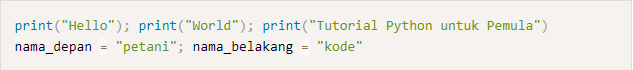 print("Hello"); print("World"); print("Tutorial Python untuk Pemula")
nama_depan = "petani"; nama_belakang = "kode"